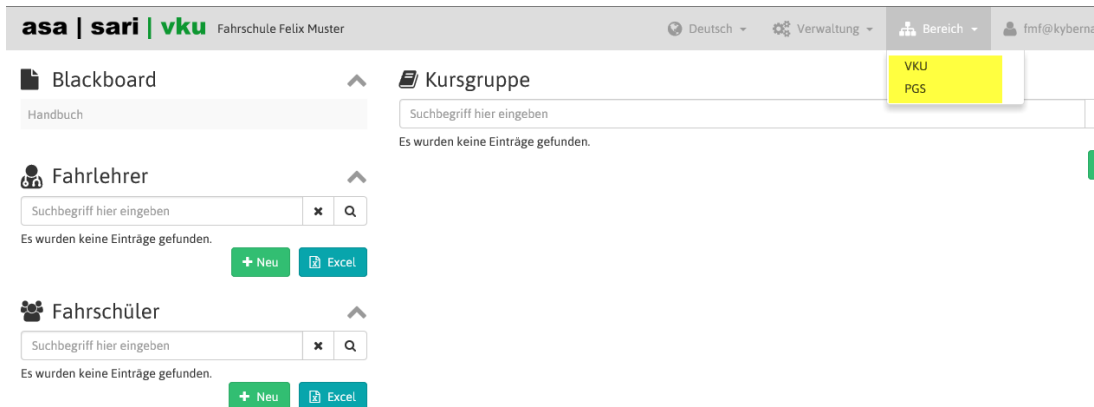 asa | sari | vku Fahrschule Felix Muster Deutsch Verwaltung Bereich fmf@kyberna
VKU
PGS
Blackboard
Handbuch
Fahrlehrer
Suchbegriff hier eingeben
Es wurden keine Einträge gefunden.
+ Neu Excel
Fahrschüler
Suchbegriff hier eingeben
Es wurden keine Einträge gefunden.
+ Neu Excel
Kursgruppe
Suchbegriff hier eingeben
Es wurden keine Einträge gefunden.